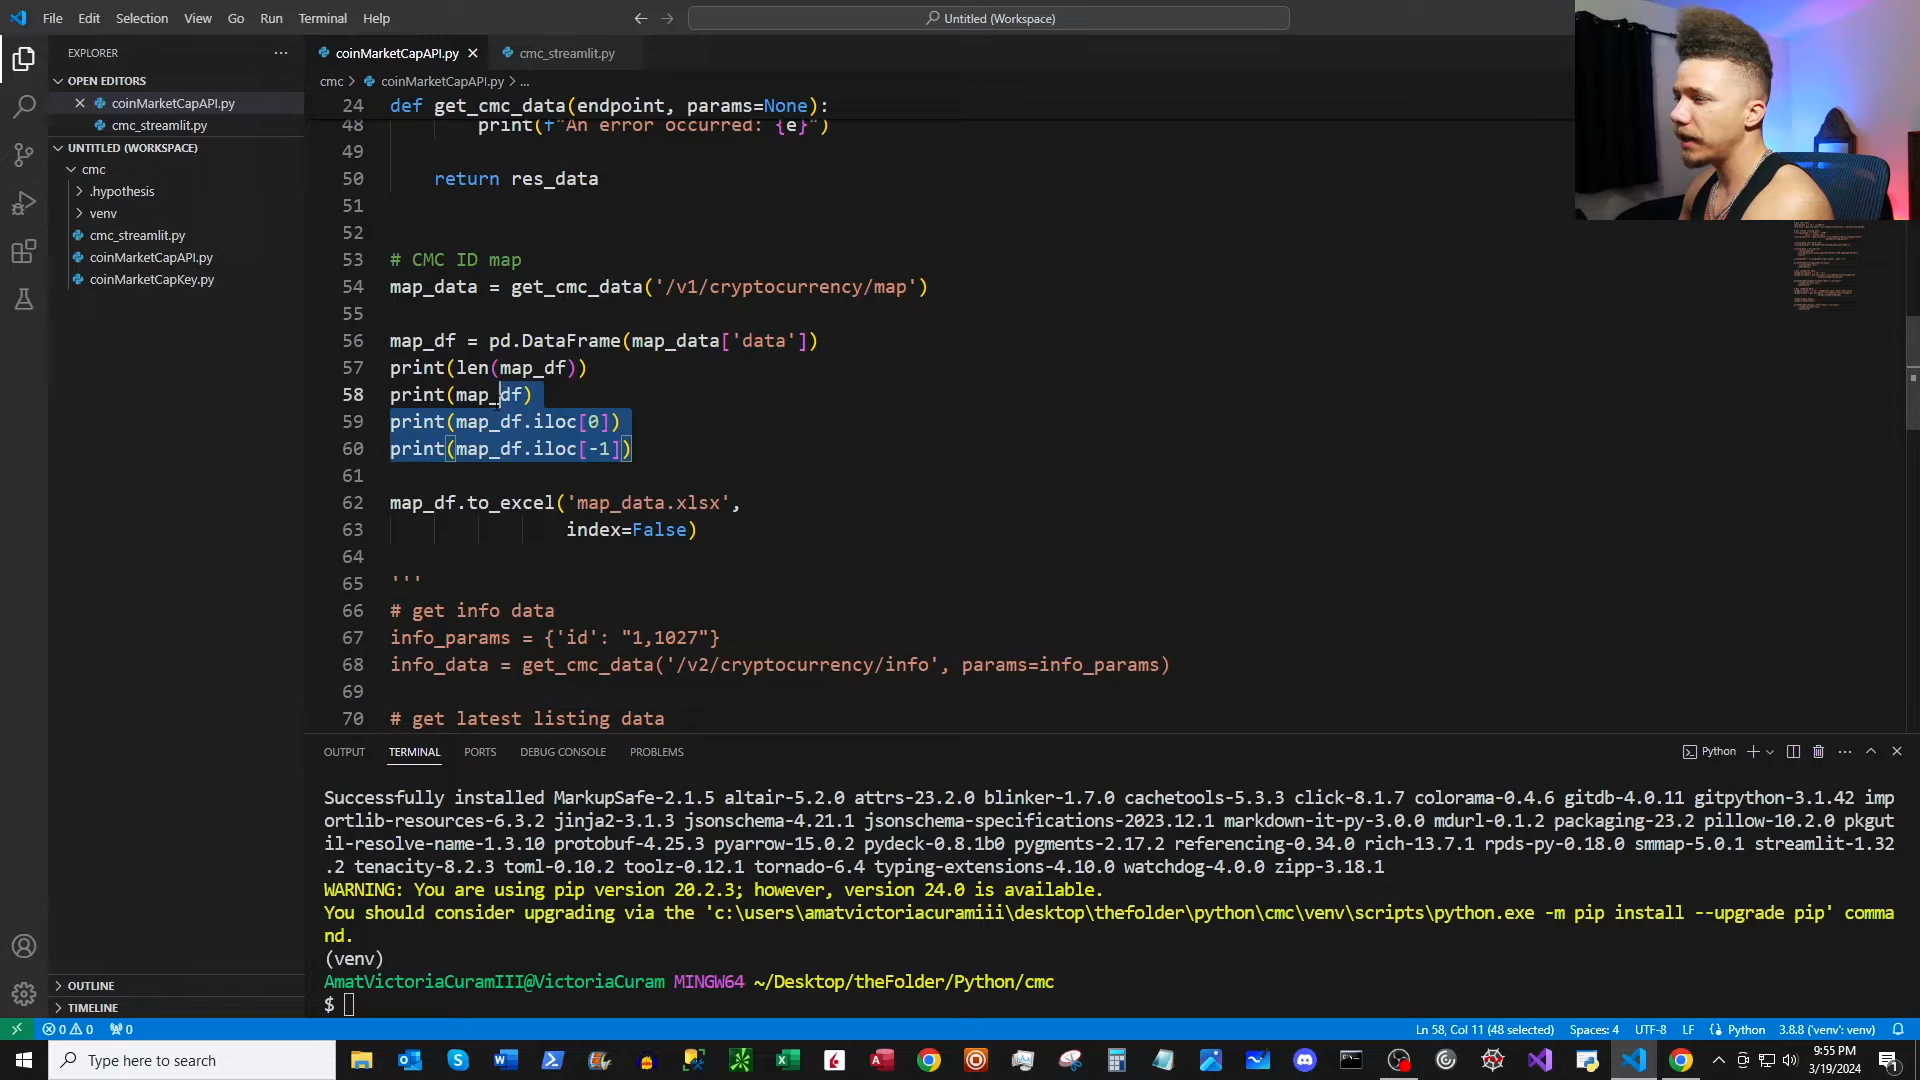 File Edit Selection View Go Run Terminal Help
Untitled (Workspace)
EXPLORER
OPEN EDITORS
coinMarketCapAPI.py
cmc_streamlit.py
UNTITLED (WORKSPACE)
cmc
.hypothesis
venv
cmc_streamlit.py
coinMarketCapAPI.py
coinMarketCapKey.py
OUTLINE
TIMELINE
coinMarketCapAPI.py
cmc_streamlit.py
cmc > coinMarketCapAPI.py > ...
24 def get_cmc_data(endpoint, params=None):
48 print(f"An error occurred: {e}")
49
50 return res_data
51
52
53 # CMC ID map
54 map_data = get_cmc_data('/v1/cryptocurrency/map')
55
56 map_df = pd.DataFrame(map_data['data'])
57 print(len(map_df))
58 print(map_df)
59 print(map_df.iloc[0])
60 print(map_df.iloc[-1])
61
62 map_df.to_excel('map_data.xlsx',
63 index=False)
64
65 '''
66 # get info data
67 info_params = {'id': "1,1027"}
68 info_data = get_cmc_data('/v2/cryptocurrency/info', params=info_params)
69
70 # get latest listing data
OUTPUT TERMINAL PORTS DEBUG CONSOLE PROBLEMS
Python
Successfully installed MarkupSafe-2.1.5 altair-5.2.0 attrs-23.2.0 blinker-1.7.0 cachetools-5.3.3 click-8.1.7 colorama-0.4.6 gitdb-4.0.11 gitpython-3.1.42 imp
ortlib-resources-6.3.2 jinja2-3.1.3 jsonschema-4.21.1 jsonschema-specifications-2023.12.1 markdown-it-py-3.0.0 mdurl-0.1.2 packaging-23.2 pillow-10.2.0 pkgut
il-resolve-name-1.3.10 protobuf-4.25.3 pyarrow-15.0.2 pydeck-0.8.1b0 pygments-2.17.2 referencing-0.34.0 rich-13.7.1 rpds-py-0.18.0 smmap-5.0.1 streamlit-1.32
.2 tenacity-8.2.3 toml-0.10.2 toolz-0.12.1 tornado-6.4 typing-extensions-4.10.0 watchdog-4.0.0 zipp-3.18.1
WARNING: You are using pip version 20.2.3; however, version 24.0 is available.
You should consider upgrading via the 'c:\users\amatvictoriacuramiii\desktop\thefolder\python\cmc\venv\scripts\python.exe -m pip install --upgrade pip' comma
nd.
(venv)
AmatVictoriaCuramIII@VictoriaCuram MINGW64 ~/Desktop/theFolder/Python/cmc
$
0 0 0
Ln 58, Col 11 (48 selected) Spaces: 4 UTF-8 LF Python 3.8.8 ('venv': venv)
Type here to search
9:55 PM
3/19/2024
1